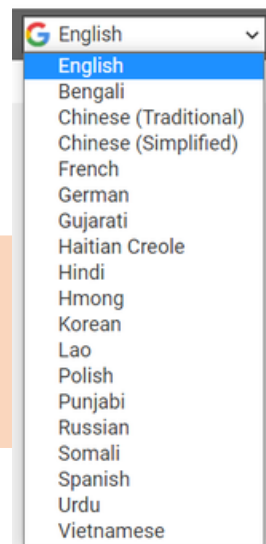 English
English
Bengali
Chinese (Traditional)
Chinese (Simplified)
French
German
Gujarati
Haitian Creole
Hindi
Hmong
Korean
Lao
Polish
Punjabi
Russian
Somali
Spanish
Urdu
Vietnamese